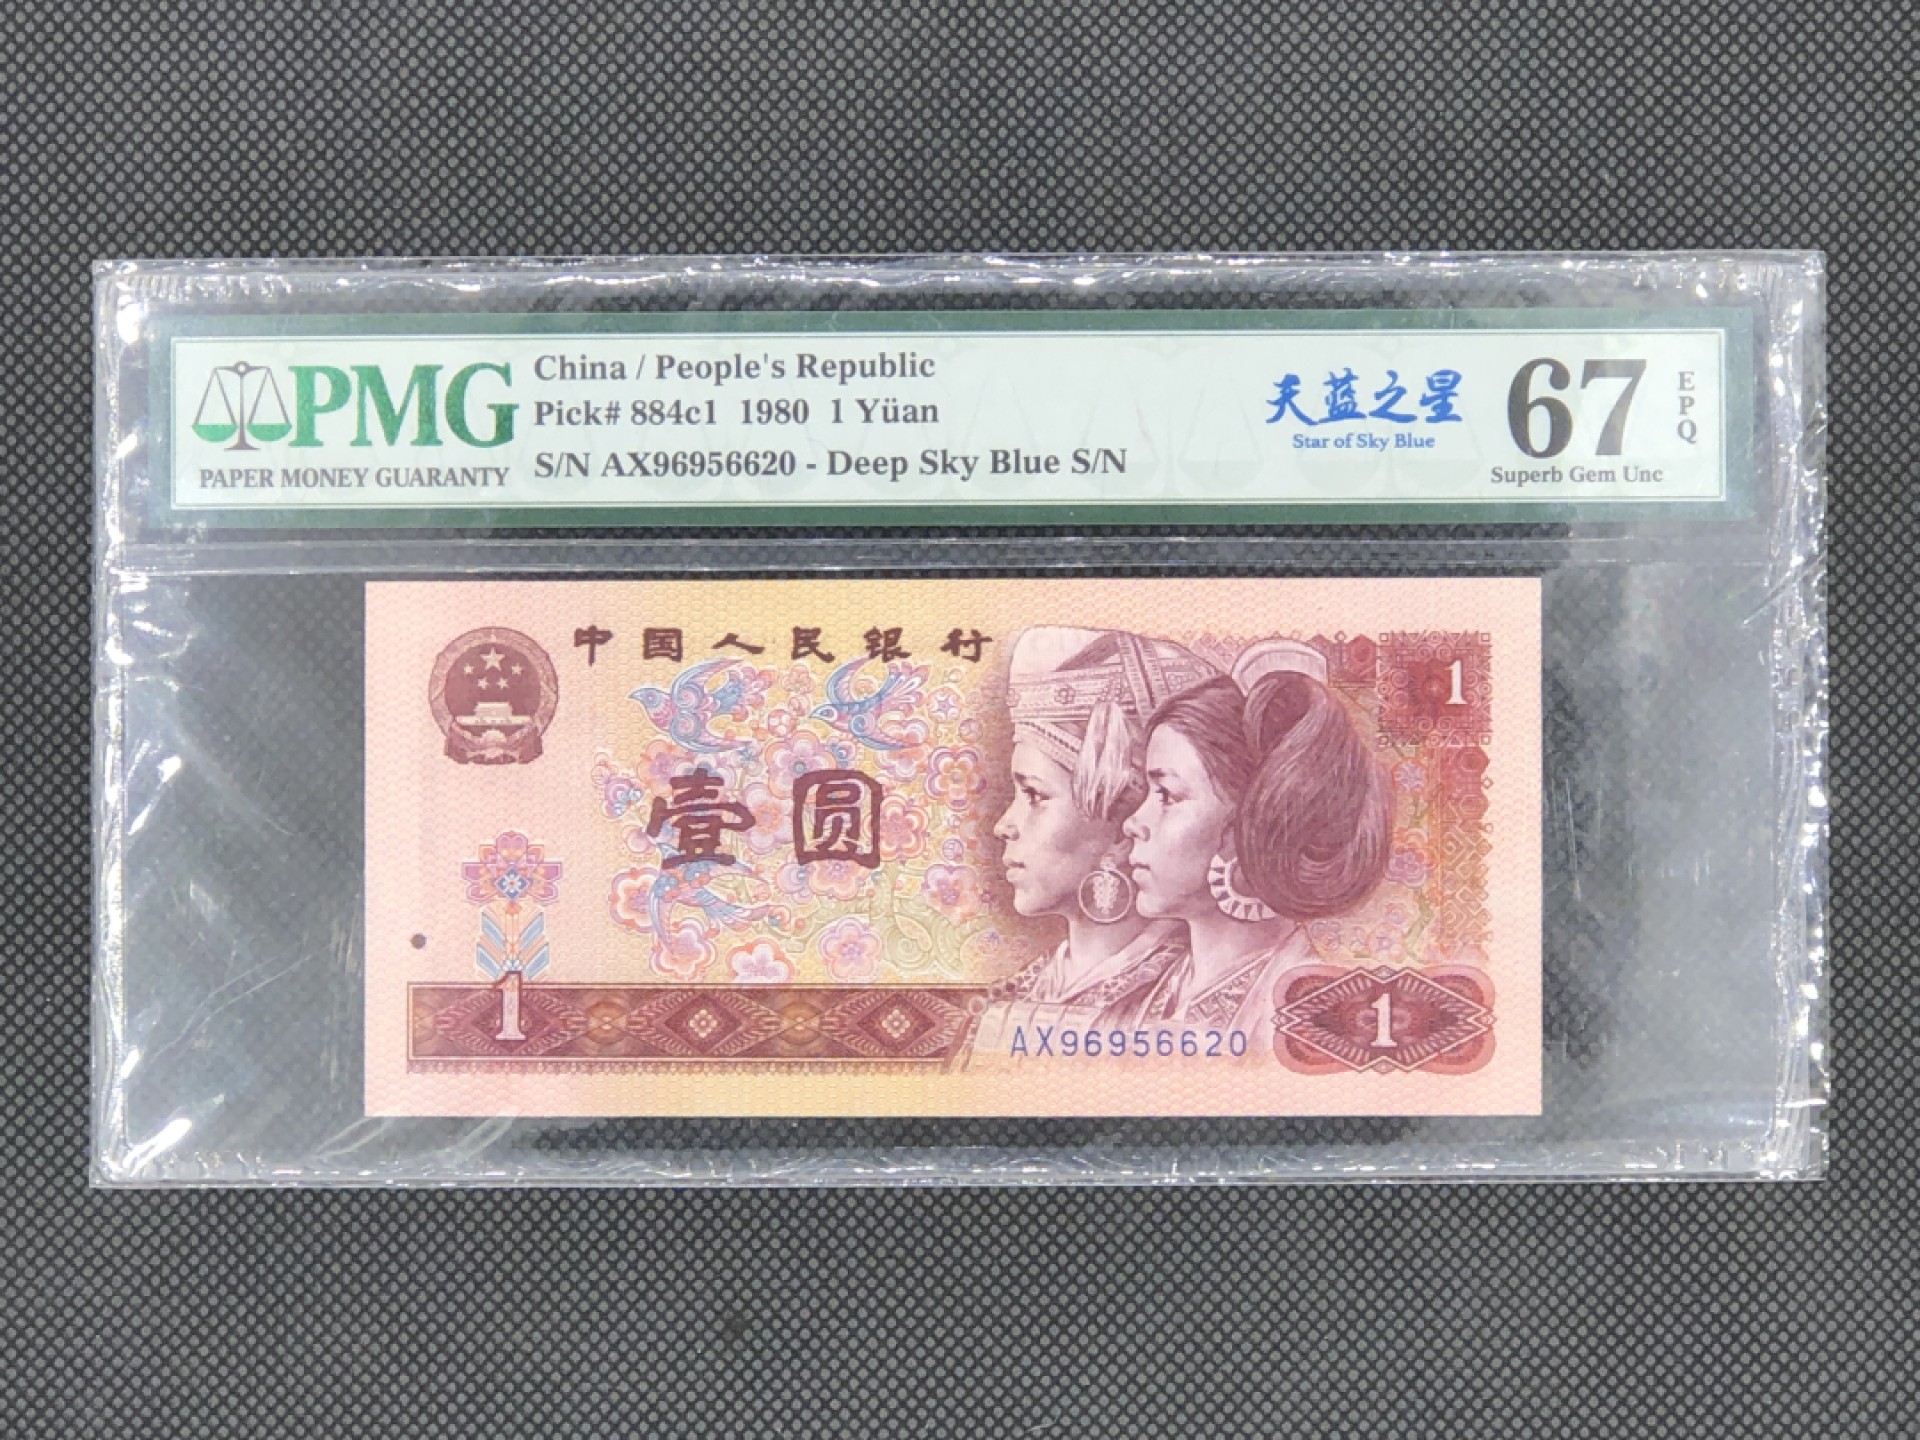 PMG
PAPER MONEY GUARANTY
China / People's Republic
Pick# 884c1 1980 1 Yüan
S/N AX96956620 - Deep Sky Blue S/N
天蓝之星
Star of Sky Blue
67
EPQ
Superb Gem Unc
中国人民银行
1
壹圆
1
AX96956620
1